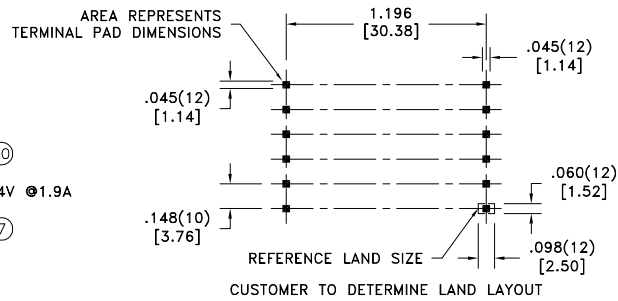 AREA REPRESENTS
TERMINAL PAD DIMENSIONS
1.196
[30.38]
.045(12)
[1.14]
.045(12)
[1.14]
4V @1.9A
.148(10)
[3.76]
.060(12)
[1.52]
.098(12)
[2.50]
REFERENCE LAND SIZE
CUSTOMER TO DETERMINE LAND LAYOUT